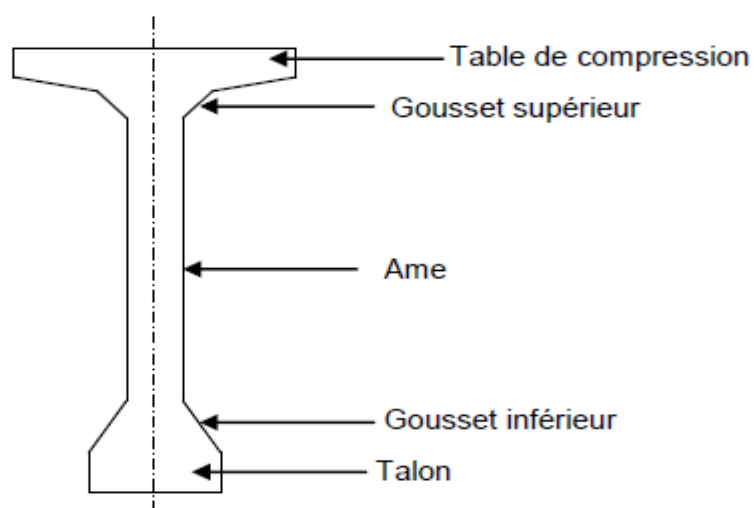 Table de compression
Gousset supérieur
Ame
Gousset inférieur
Talon